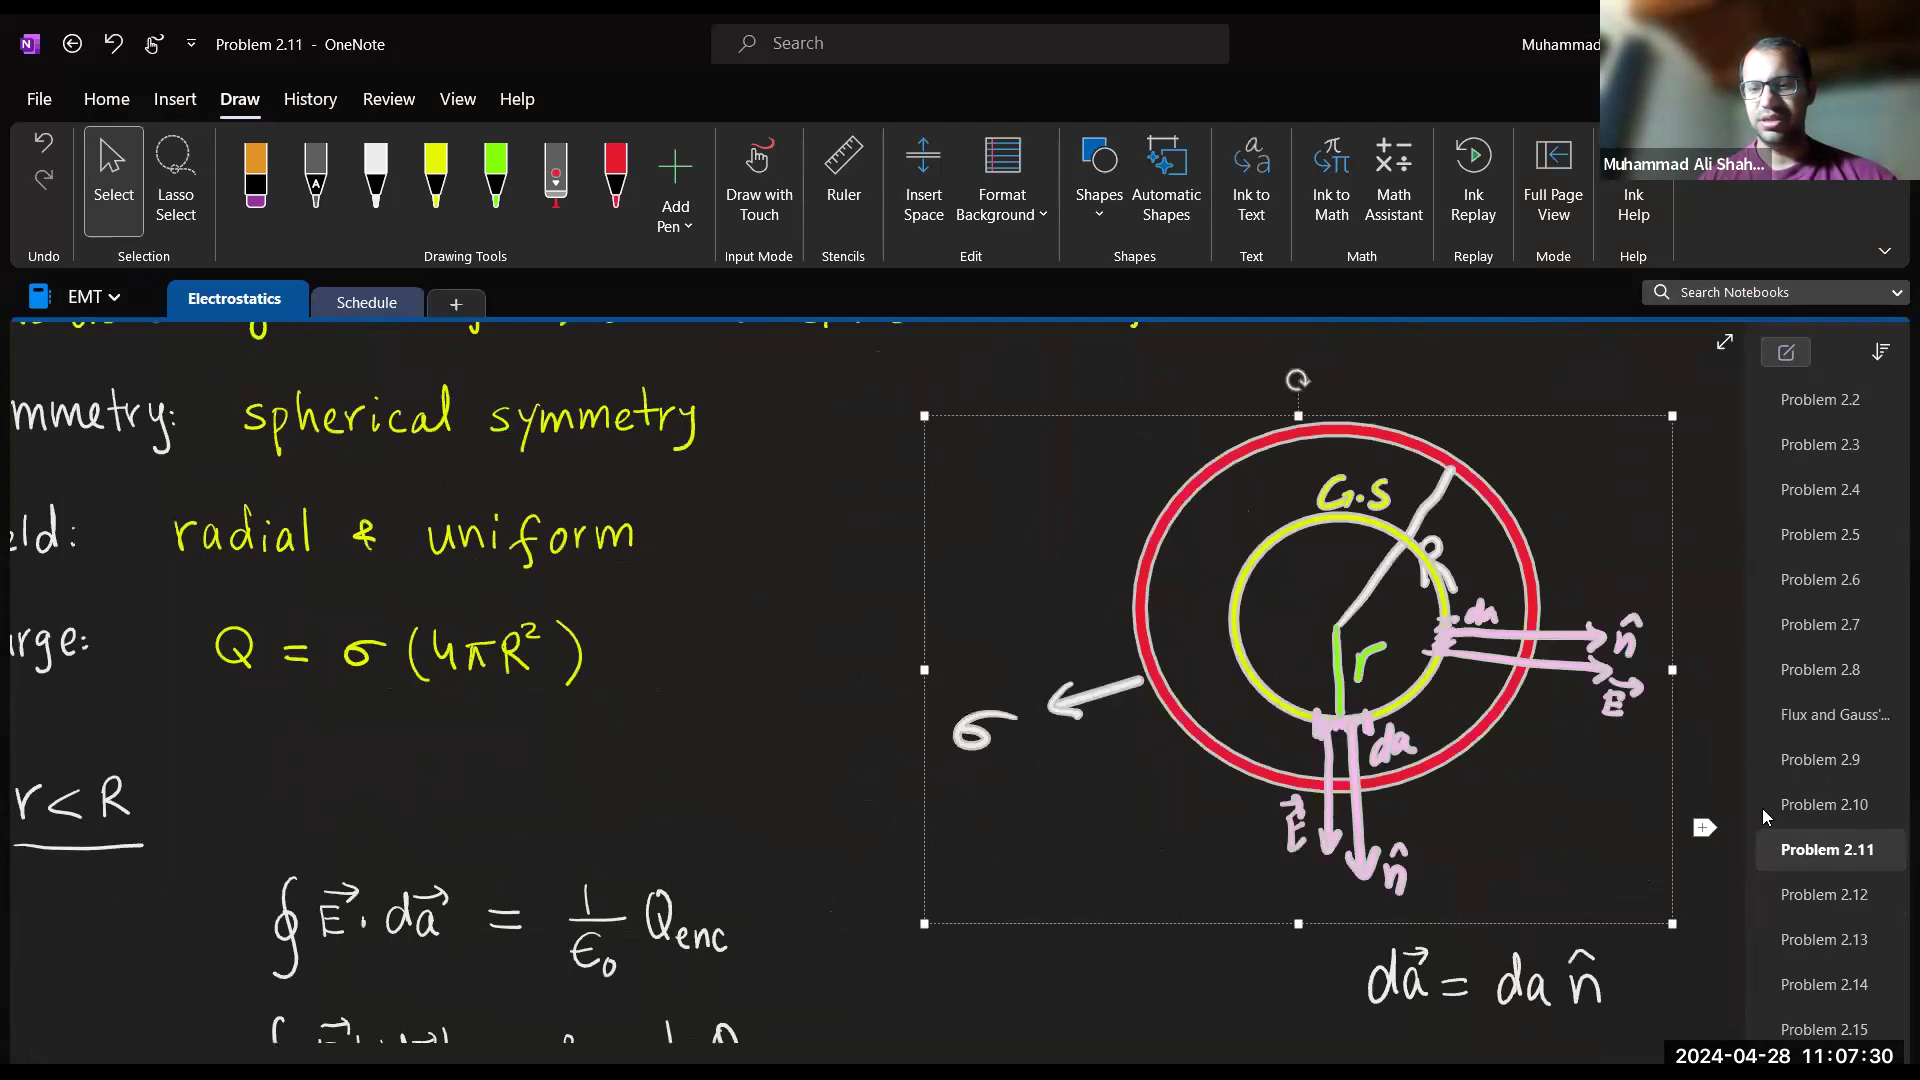 Problem 2.11 - OneNote
Search
Muhammad
File Home Insert Draw History Review View Help
Muhammad Ali Shah...
Select
Lasso Select
Add Pen
Draw with Touch
Ruler
Insert Space
Format Background
Shapes
Automatic Shapes
Ink to Text
Ink to Math
Math Assistant
Ink Replay
Full Page View
Ink Help
Undo Selection Drawing Tools Input Mode Stencils Edit Shapes Text Math Replay Mode Help
EMT Electrostatics Schedule +
Search Notebooks
mmetry: spherical symmetry
eld: radial & uniform
arge: Q = σ (4πR²)
r < R
∮ E⃗ · da⃗ = 1/ε₀ Qenc
G.S
R
r
da
n̂
E⃗
da
E⃗
n̂
σ
da⃗ = da n̂
Problem 2.2
Problem 2.3
Problem 2.4
Problem 2.5
Problem 2.6
Problem 2.7
Problem 2.8
Flux and Gauss'...
Problem 2.9
Problem 2.10
Problem 2.11
Problem 2.12
Problem 2.13
Problem 2.14
Problem 2.15
2024-04-28 11:07:30